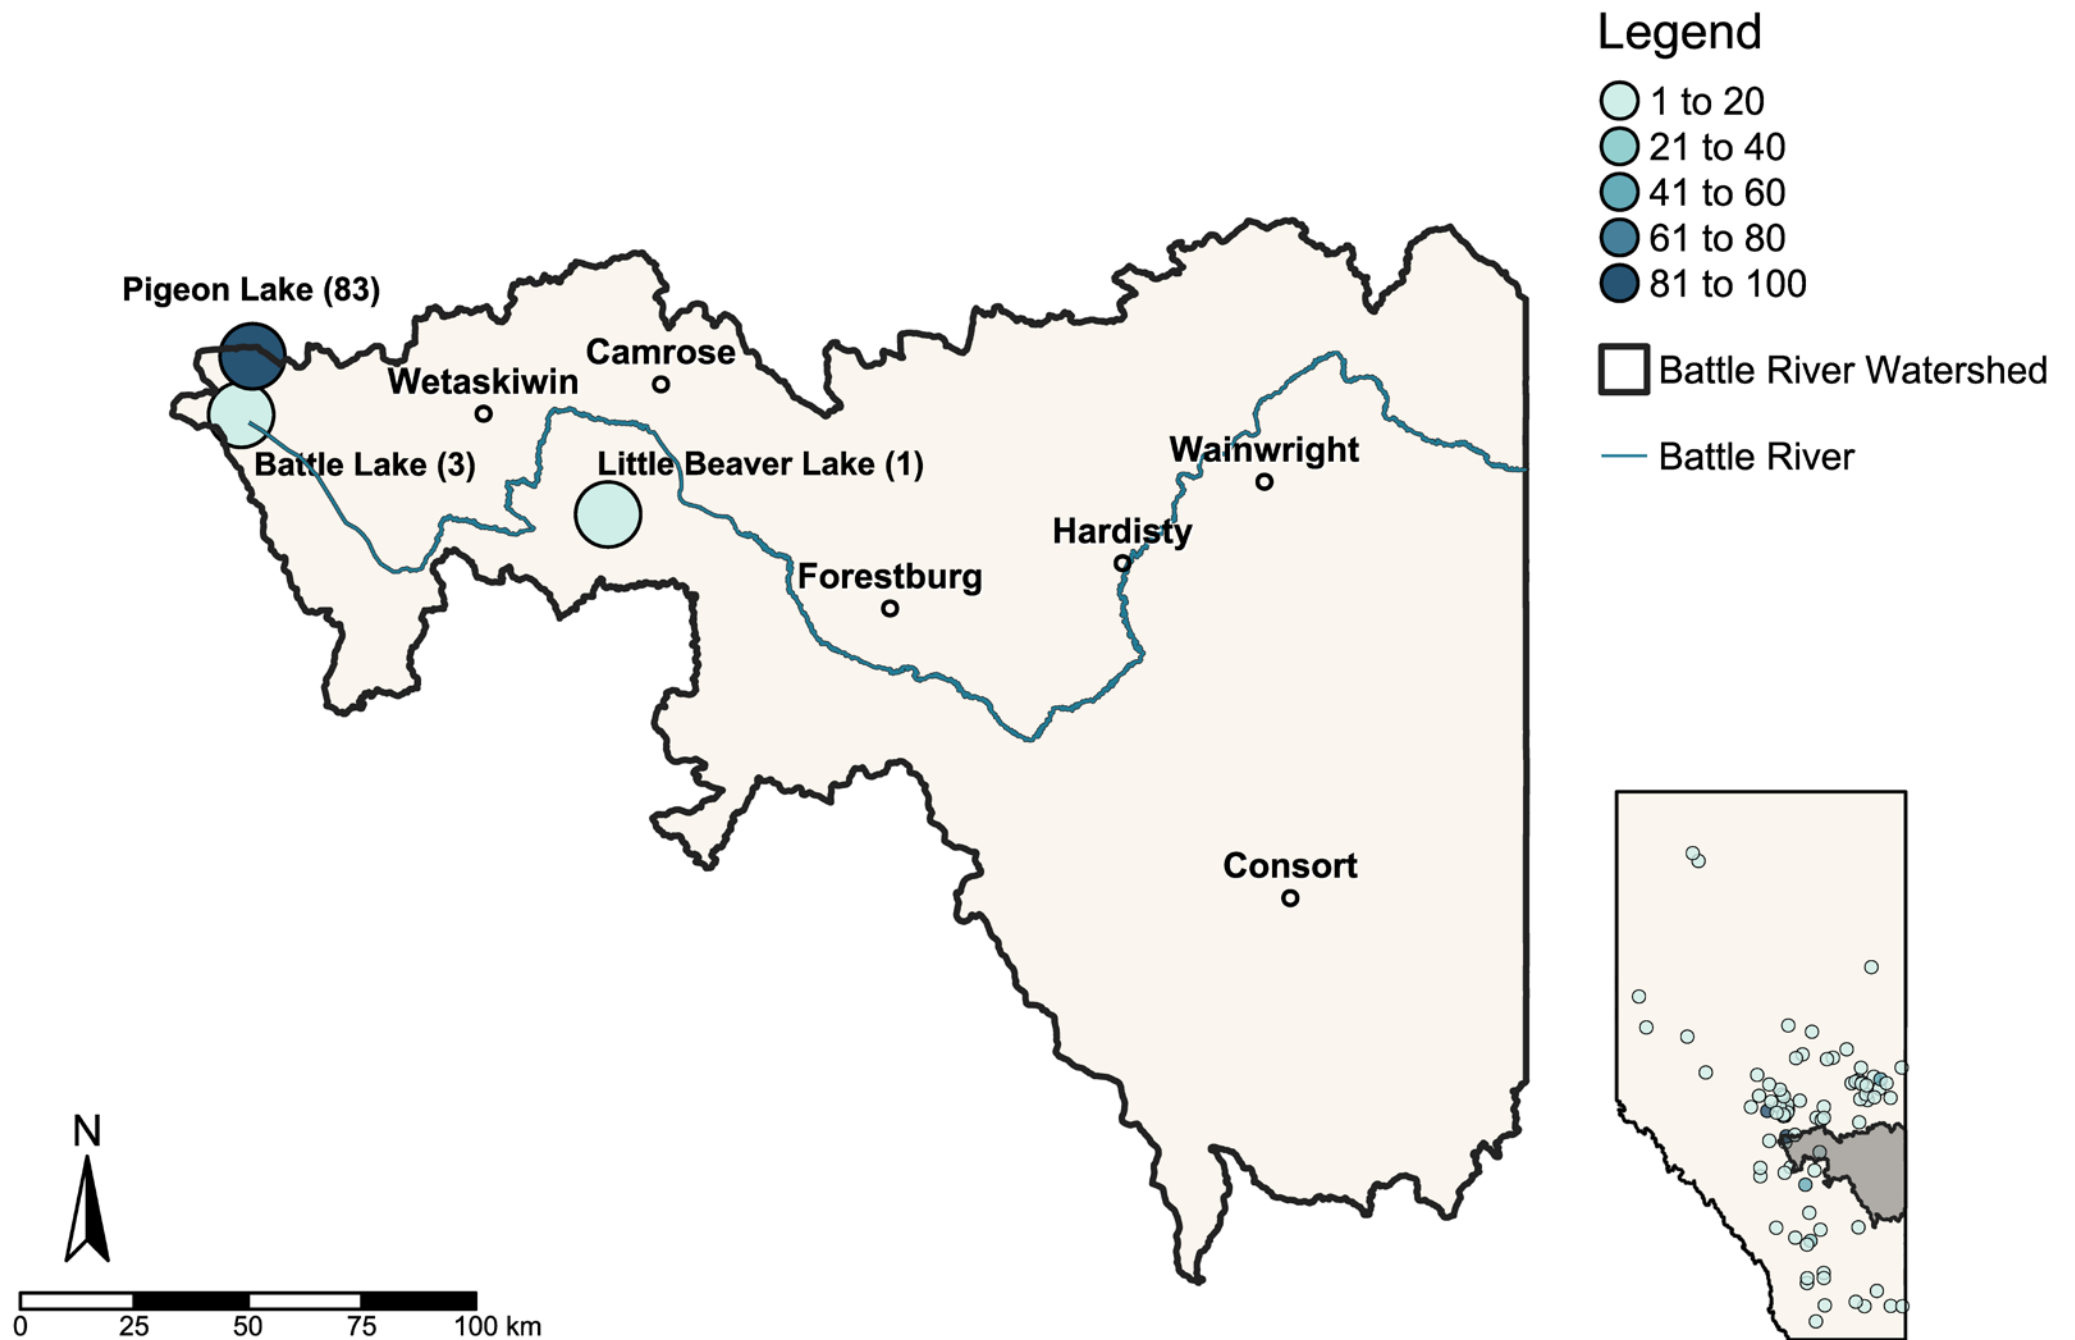 Legend
1 to 20
21 to 40
41 to 60
61 to 80
81 to 100
Battle River Watershed
Battle River
Pigeon Lake (83)
Camrose
Wetaskiwin
Battle Lake (3)
Little Beaver Lake (1)
Wainwright
Hardisty
Forestburg
Consort
N
0 25 50 75 100 km